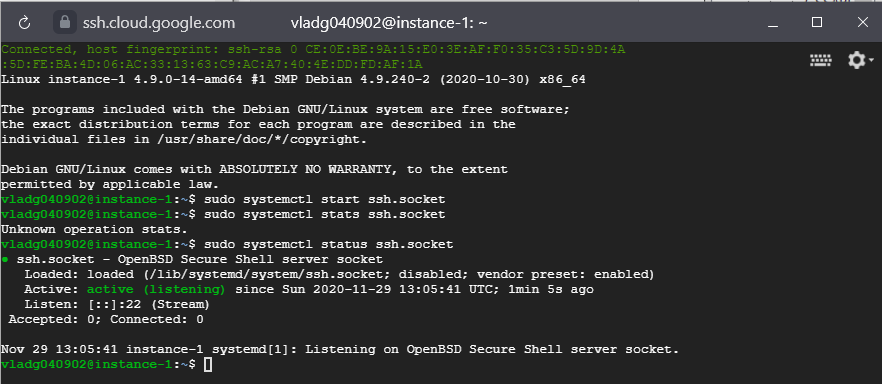 ssh.cloud.google.com
vladg040902@instance-1: ~
Connected, host fingerprint: ssh-rsa 0 CE:0E:BE:9A:15:E0:3E:AF:F0:35:C3:5D:9D:4A
:5D:FE:BA:4D:06:AC:33:13:63:C9:AC:A7:40:4E:DD:FD:AF:1A
Linux instance-1 4.9.0-14-amd64 #1 SMP Debian 4.9.240-2 (2020-10-30) x86_64
The programs included with the Debian GNU/Linux system are free software;
the exact distribution terms for each program are described in the
individual files in /usr/share/doc/*/copyright.
Debian GNU/Linux comes with ABSOLUTELY NO WARRANTY, to the extent
permitted by applicable law.
vladg040902@instance-1:~$ sudo systemctl start ssh.socket
vladg040902@instance-1:~$ sudo systemctl stats ssh.socket
Unknown operation stats.
vladg040902@instance-1:~$ sudo systemctl status ssh.socket
● ssh.socket - OpenBSD Secure Shell server socket
Loaded: loaded (/lib/systemd/system/ssh.socket; disabled; vendor preset: enabled)
Active: active (listening) since Sun 2020-11-29 13:05:41 UTC; 1min 5s ago
Listen: [::]:22 (Stream)
Accepted: 0; Connected: 0
Nov 29 13:05:41 instance-1 systemd[1]: Listening on OpenBSD Secure Shell server socket.
vladg040902@instance-1:~$